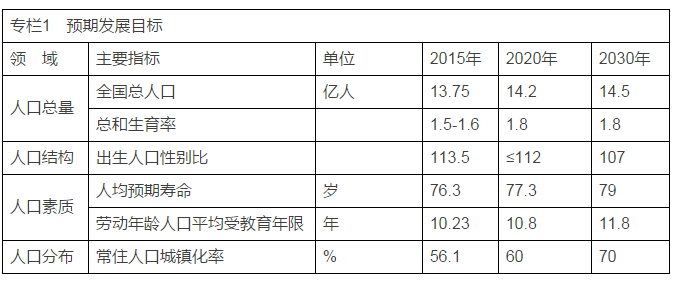 专栏1 预期发展目标
领 域 主要指标 单位 2015年 2020年 2030年
人口总量 全国总人口 亿人 13.75 14.2 14.5
总和生育率 1.5-1.6 1.8 1.8
人口结构 出生人口性别比 113.5 ≤112 107
人口素质 人均预期寿命 岁 76.3 77.3 79
劳动年龄人口平均受教育年限 年 10.23 10.8 11.8
人口分布 常住人口城镇化率 % 56.1 60 70